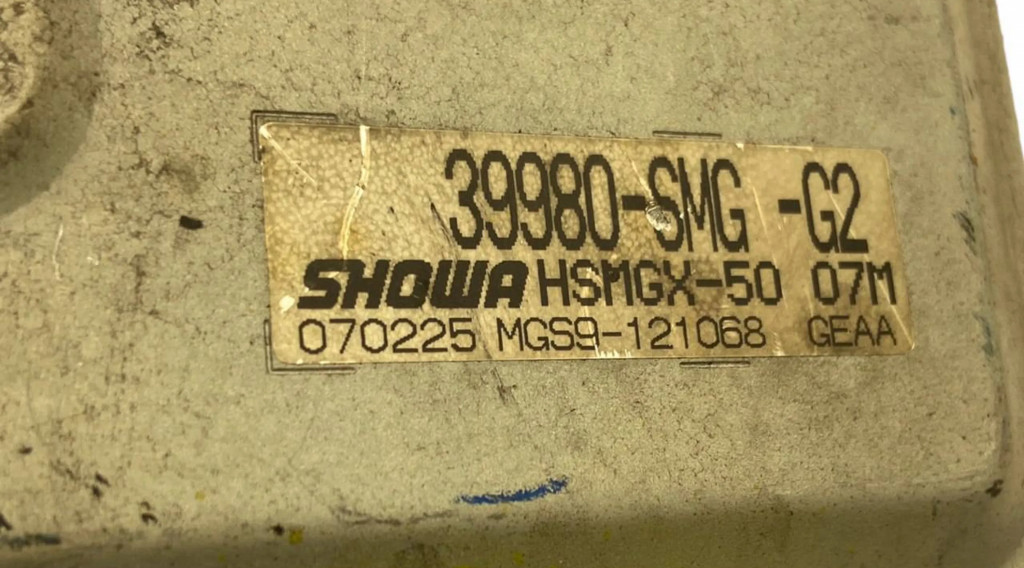 39980-SMG -G2
SHOWA HSMGX-50 07M
070225 MGS9-121068 GEAA